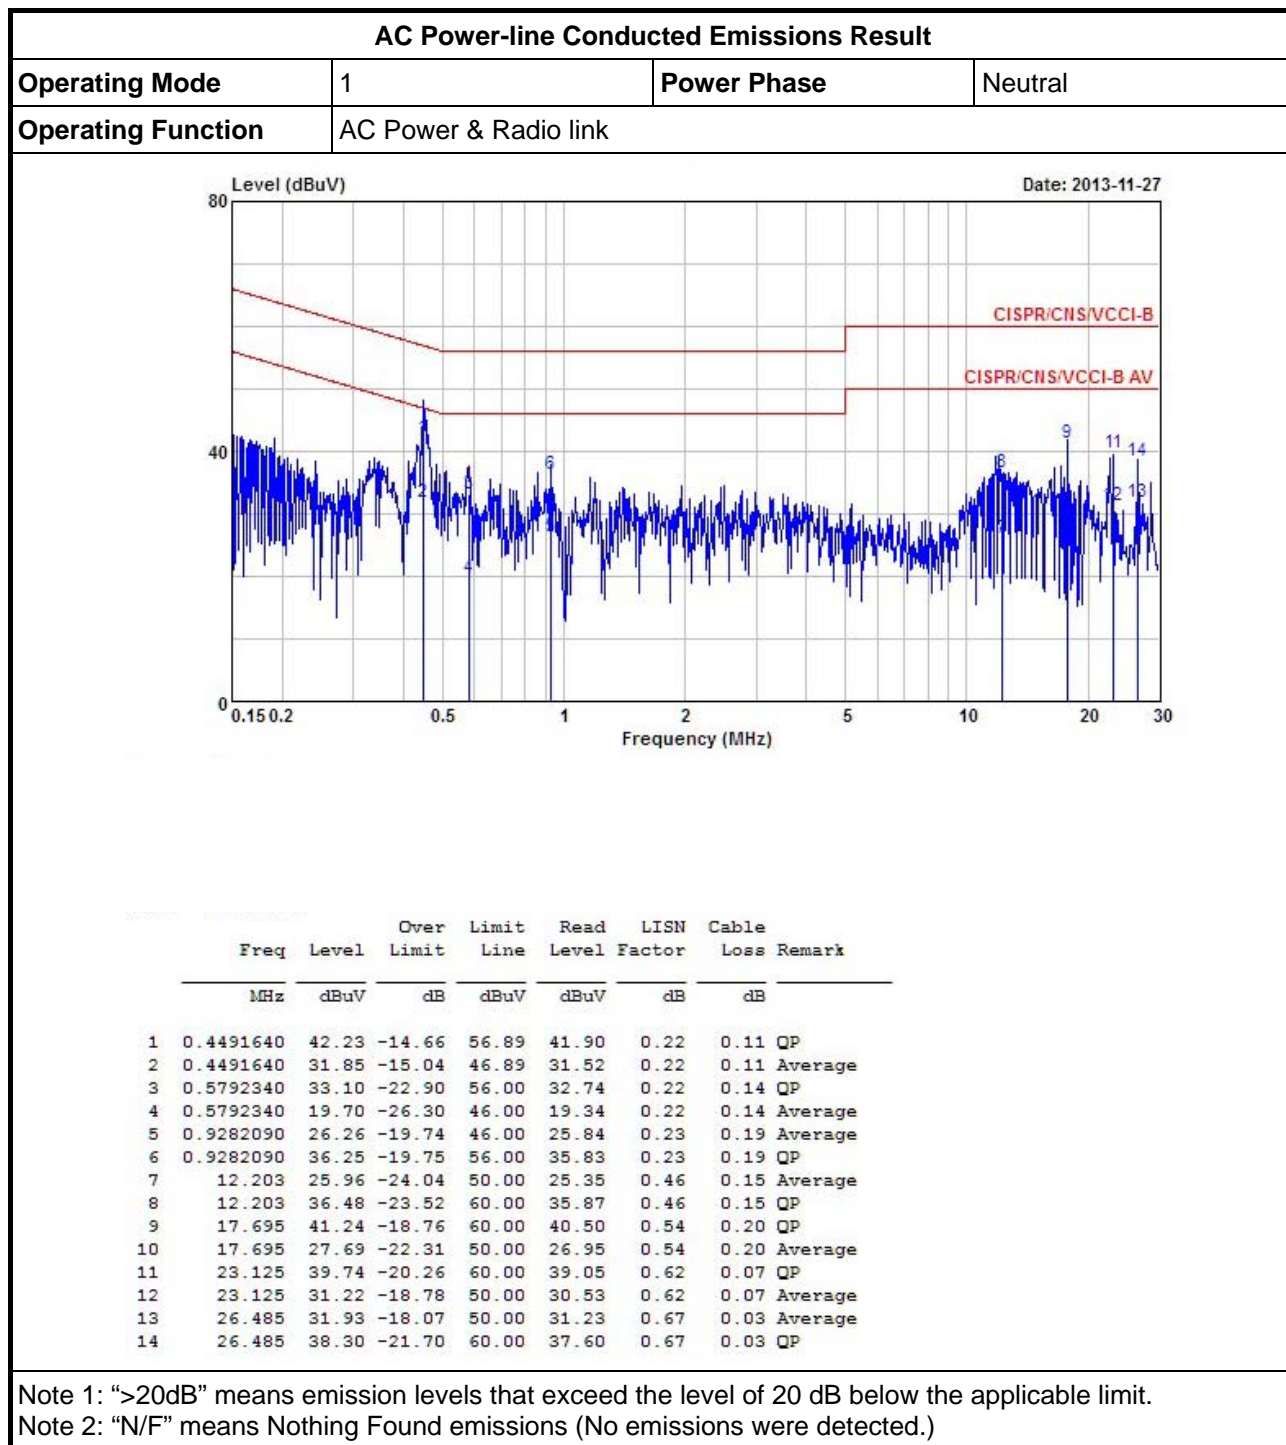 AC Power-line Conducted Emissions Result
Operating Mode 1 Power Phase Neutral
Operating Function AC Power & Radio link
Level (dBuV) Date: 2013-11-27
80
CISPR/CNS/VCCI-B
CISPR/CNS/VCCI-B AV
40
2 4 6 8 9 11 12 13 14
0
0.15 0.2 0.5 1 2 5 10 20 30
Frequency (MHz)
Over Limit Read LISN Cable
Freq Level Limit Line Level Factor Loss Remark
MHz dBuV dB dBuV dBuV dB dB
1 0.4491640 42.23 -14.66 56.89 41.90 0.22 0.11 QP
2 0.4491640 31.85 -15.04 46.89 31.52 0.22 0.11 Average
3 0.5792340 33.10 -22.90 56.00 32.74 0.22 0.14 QP
4 0.5792340 19.70 -26.30 46.00 19.34 0.22 0.14 Average
5 0.9282090 26.26 -19.74 46.00 25.84 0.23 0.19 Average
6 0.9282090 36.25 -19.75 56.00 35.83 0.23 0.19 QP
7 12.203 25.96 -24.04 50.00 25.35 0.46 0.15 Average
8 12.203 36.48 -23.52 60.00 35.87 0.46 0.15 QP
9 17.695 41.24 -18.76 60.00 40.50 0.54 0.20 QP
10 17.695 27.69 -22.31 50.00 26.95 0.54 0.20 Average
11 23.125 39.74 -20.26 60.00 39.05 0.62 0.07 QP
12 23.125 31.22 -18.78 50.00 30.53 0.62 0.07 Average
13 26.485 31.93 -18.07 50.00 31.23 0.67 0.03 Average
14 26.485 38.30 -21.70 60.00 37.60 0.67 0.03 QP
Note 1: “>20dB” means emission levels that exceed the level of 20 dB below the applicable limit.
Note 2: “N/F” means Nothing Found emissions (No emissions were detected.)